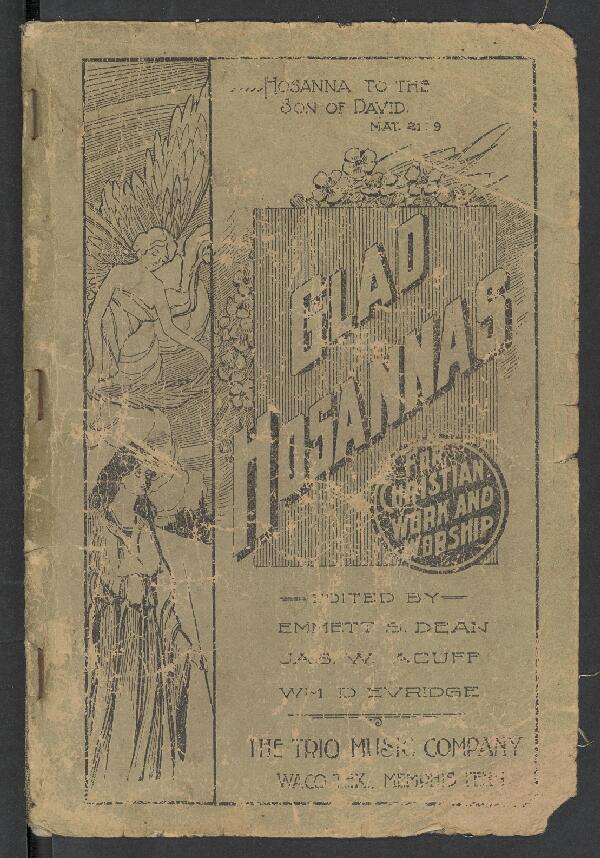 .....HOSANNA TO THE
SON OF DAVID.
MAT. 21:9
GLAD
HOSANNAS
FOR
CHRISTIAN
WORK AND
WORSHIP
EDITED BY
EMMETT S. DEAN
JAS. W. ACUFF
WM D EVRIDGE
THE TRIO MUSIC COMPANY
WACO TEX., MEMPHIS TENN